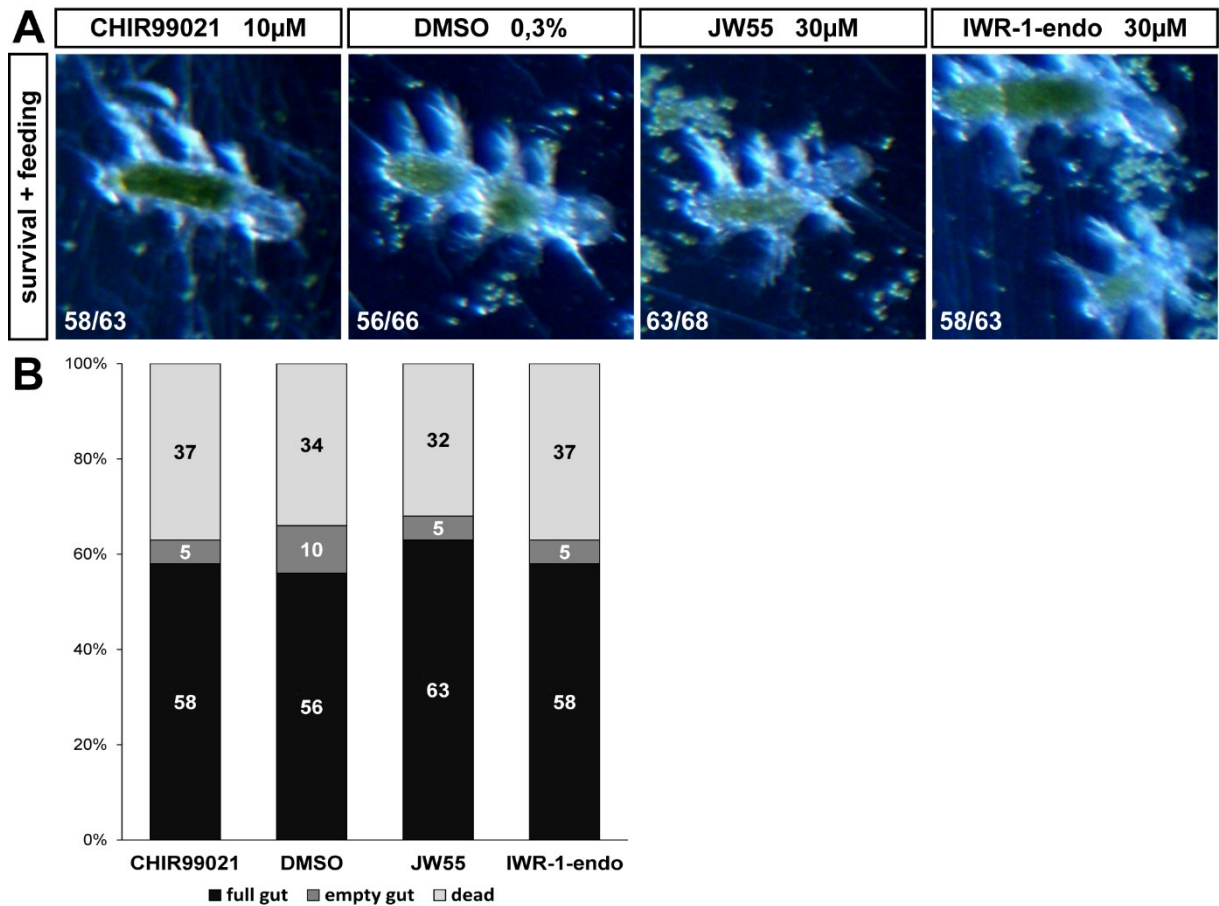 A
CHIR99021 10µM
DMSO 0,3%
JW55 30µM
IWR-1-endo 30µM
survival + feeding
58/63
56/66
63/68
58/63
B
100%
80%
60%
40%
20%
0%
37
34
32
37
5
10
5
5
58
56
63
58
CHIR99021 DMSO JW55 IWR-1-endo
full gut empty gut dead